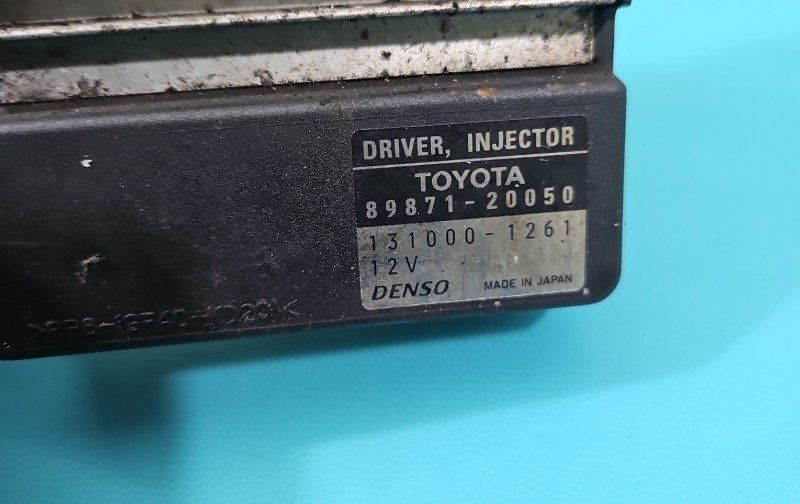 DRIVER, INJECTOR
TOYOTA
89871-20050
131000-1261
12V
DENSO MADE IN JAPAN